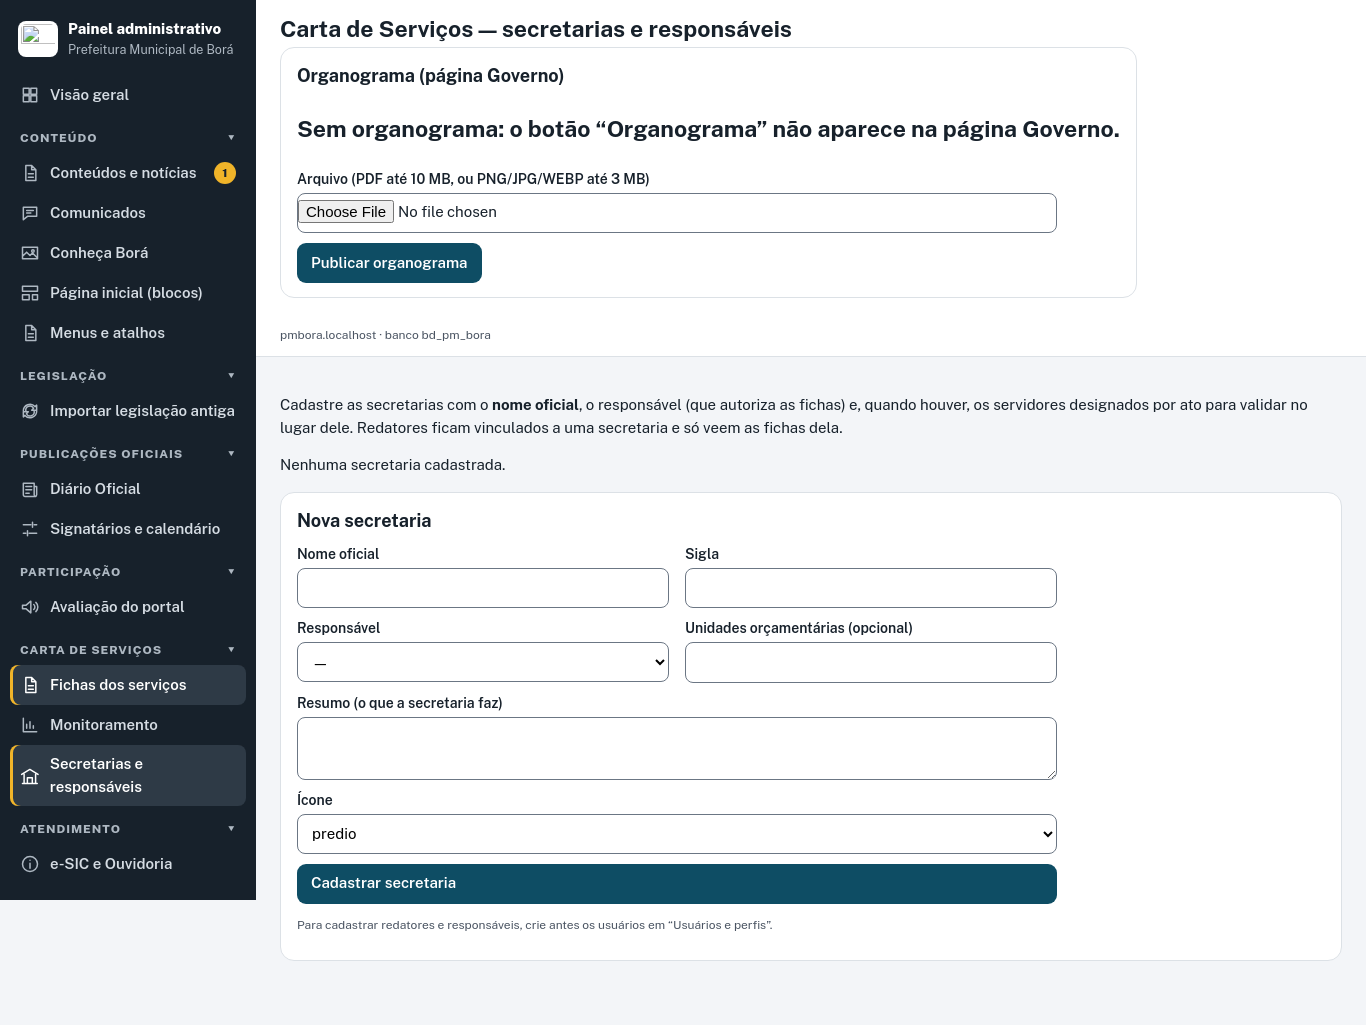 Painel administrativo
Prefeitura Municipal de Borá
Visão geral
CONTEÚDO
Conteúdos e notícias 1
Comunicados
Conheça Borá
Página inicial (blocos)
Menus e atalhos
LEGISLAÇÃO
Importar legislação antiga
PUBLICAÇÕES OFICIAIS
Diário Oficial
Signatários e calendário
PARTICIPAÇÃO
Avaliação do portal
CARTA DE SERVIÇOS
Fichas dos serviços
Monitoramento
Secretarias e
responsáveis
ATENDIMENTO
e-SIC e Ouvidoria
Carta de Serviços — secretarias e responsáveis
Organograma (página Governo)
Sem organograma: o botão “Organograma” não aparece na página Governo.
Arquivo (PDF até 10 MB, ou PNG/JPG/WEBP até 3 MB)
Choose File No file chosen
Publicar organograma
pmbora.localhost · banco bd_pm_bora
Cadastre as secretarias com o nome oficial, o responsável (que autoriza as fichas) e, quando houver, os servidores designados por ato para validar no
lugar dele. Redatores ficam vinculados a uma secretaria e só veem as fichas dela.
Nenhuma secretaria cadastrada.
Nova secretaria
Nome oficial
Sigla
Responsável
Unidades orçamentárias (opcional)
—
Resumo (o que a secretaria faz)
Ícone
predio
Cadastrar secretaria
Para cadastrar redatores e responsáveis, crie antes os usuários em “Usuários e perfis”.